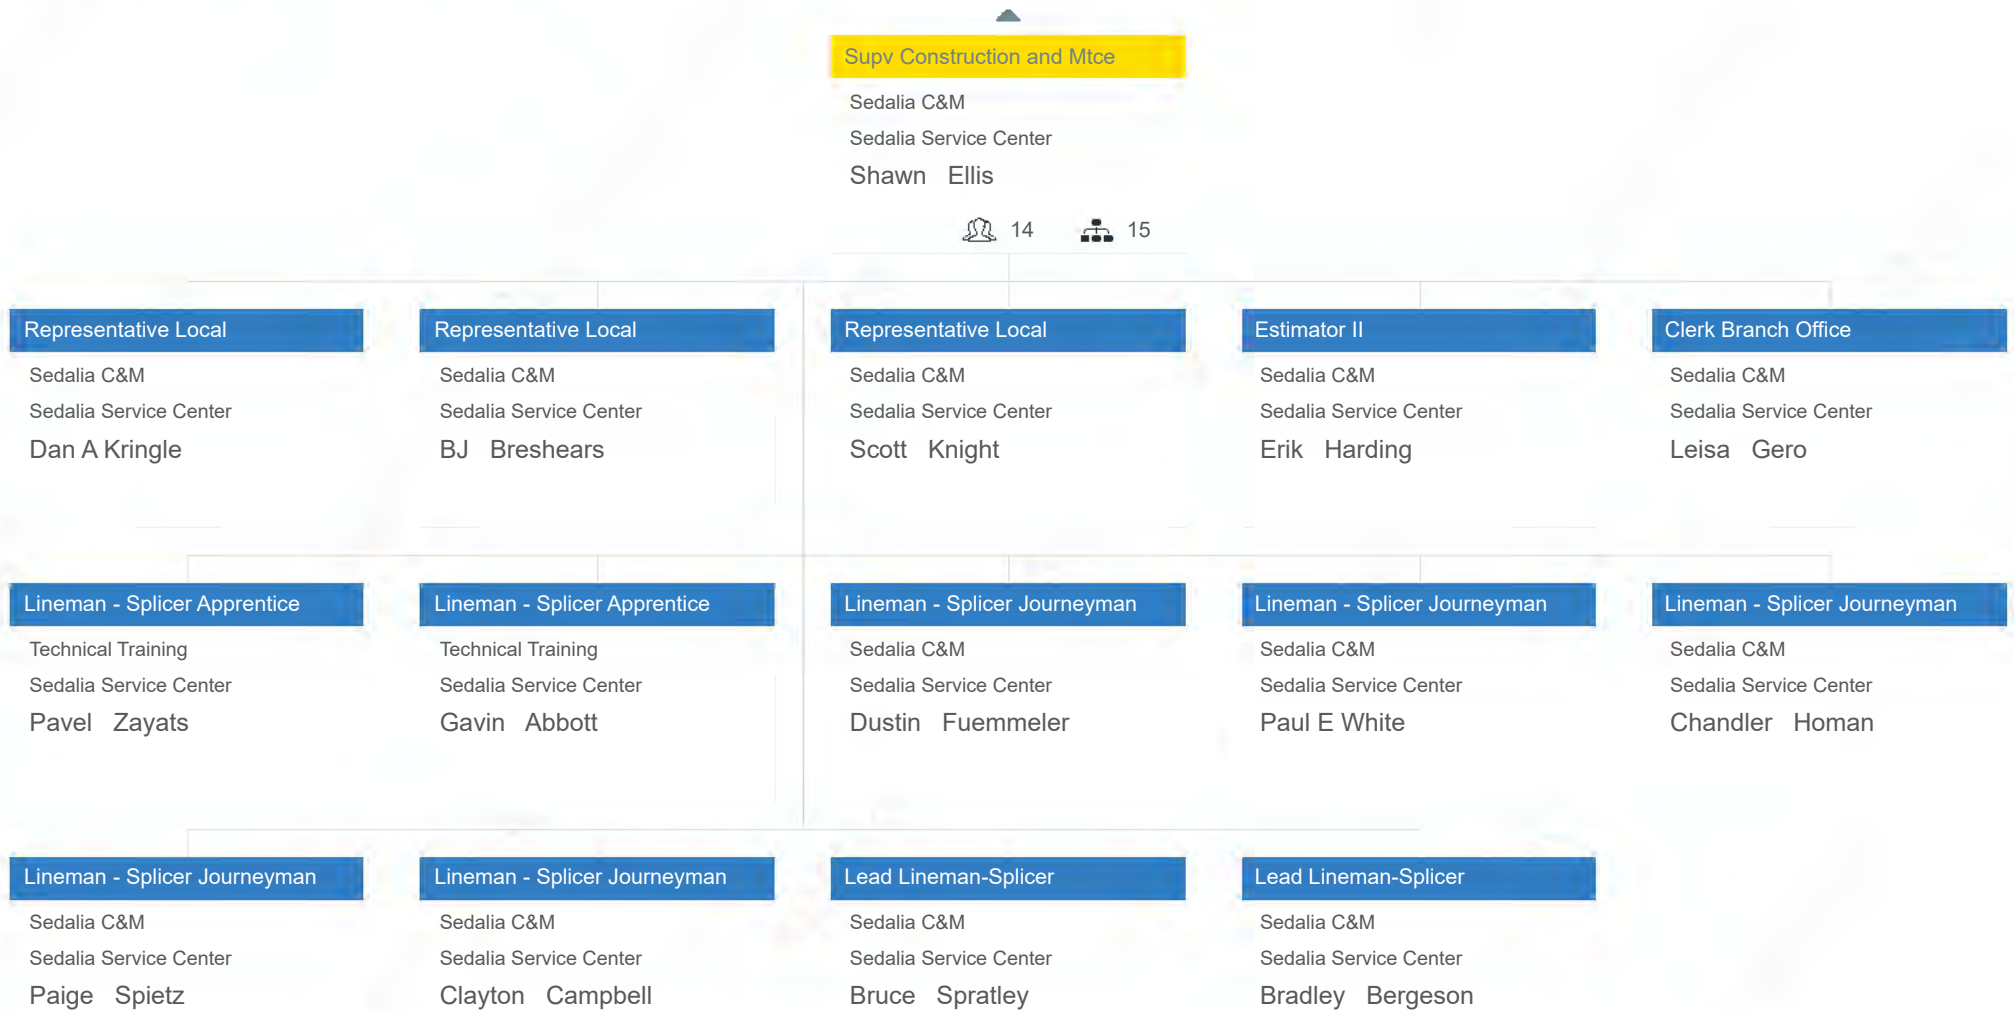 Supv Construction and Mtce
Sedalia C&M
Sedalia Service Center
Shawn Ellis
14 15
Representative Local
Sedalia C&M
Sedalia Service Center
Dan A Kringle
Representative Local
Sedalia C&M
Sedalia Service Center
BJ Breshears
Representative Local
Sedalia C&M
Sedalia Service Center
Scott Knight
Estimator II
Sedalia C&M
Sedalia Service Center
Erik Harding
Clerk Branch Office
Sedalia C&M
Sedalia Service Center
Leisa Gero
Lineman - Splicer Apprentice
Technical Training
Sedalia Service Center
Pavel Zayats
Lineman - Splicer Apprentice
Technical Training
Sedalia Service Center
Gavin Abbott
Lineman - Splicer Journeyman
Sedalia C&M
Sedalia Service Center
Dustin Fuemmeler
Lineman - Splicer Journeyman
Sedalia C&M
Sedalia Service Center
Paul E White
Lineman - Splicer Journeyman
Sedalia C&M
Sedalia Service Center
Chandler Homan
Lineman - Splicer Journeyman
Sedalia C&M
Sedalia Service Center
Paige Spietz
Lineman - Splicer Journeyman
Sedalia C&M
Sedalia Service Center
Clayton Campbell
Lead Lineman-Splicer
Sedalia C&M
Sedalia Service Center
Bruce Spratley
Lead Lineman-Splicer
Sedalia C&M
Sedalia Service Center
Bradley Bergeson